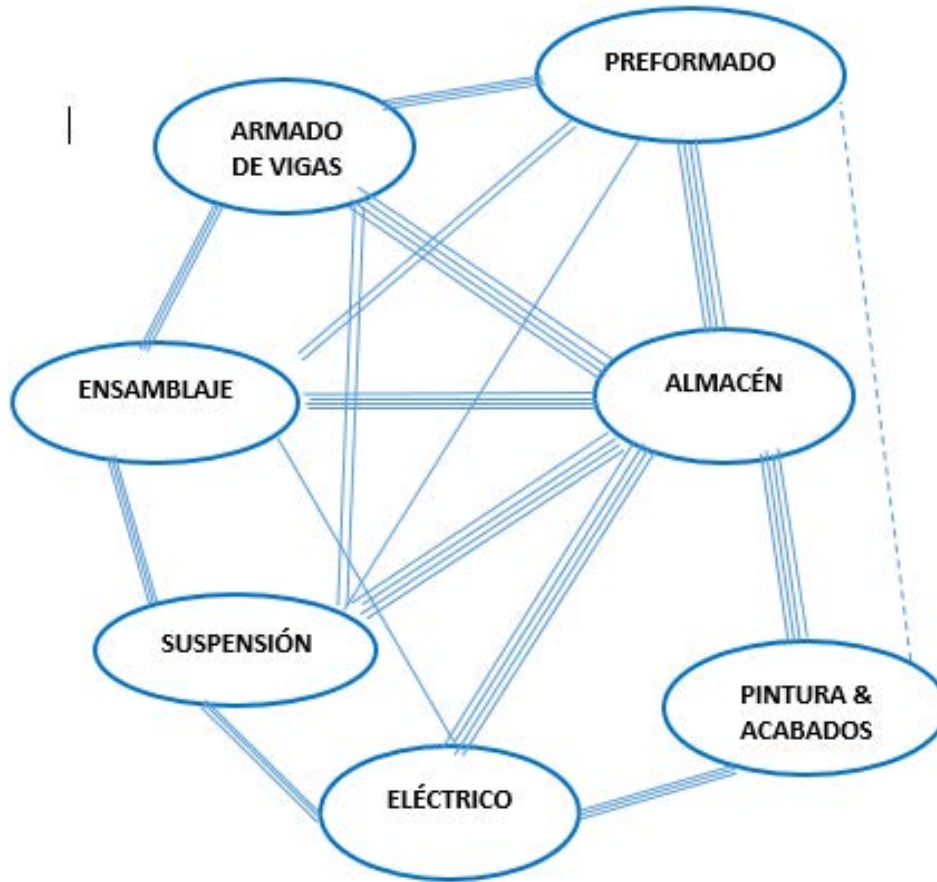 PREFORMADO
ARMADO
DE VIGAS
ENSAMBLAJE
ALMACÉN
SUSPENSIÓN
PINTURA &
ACABADOS
ELÉCTRICO